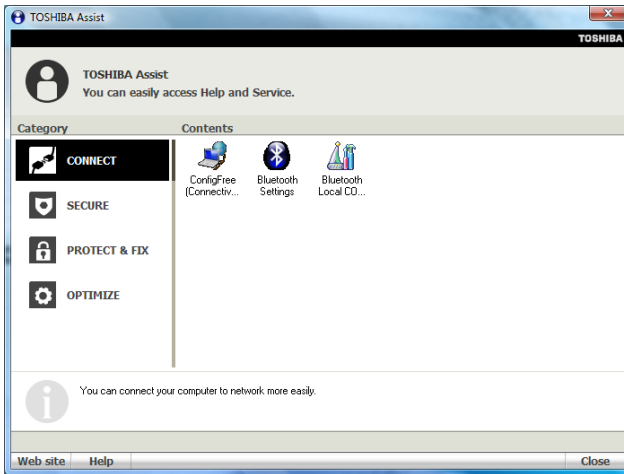 TOSHIBA Assist
TOSHIBA
TOSHIBA Assist
You can easily access Help and Service.
Category
Contents
CONNECT
SECURE
PROTECT & FIX
OPTIMIZE
ConfigFree
(Connectiv...
Bluetooth
Settings
Bluetooth
Local CO...
You can connect your computer to network more easily.
Web site
Help
Close